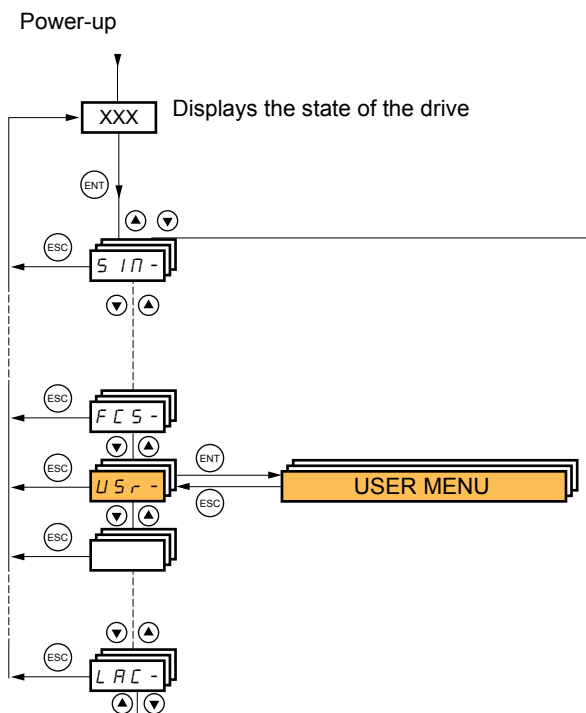 Power-up
XXX
Displays the state of the drive
ENT
ESC
SIM-
ESC
FCS-
ESC
USr-
ENT
ESC
USER MENU
ESC
ESC
LAC-